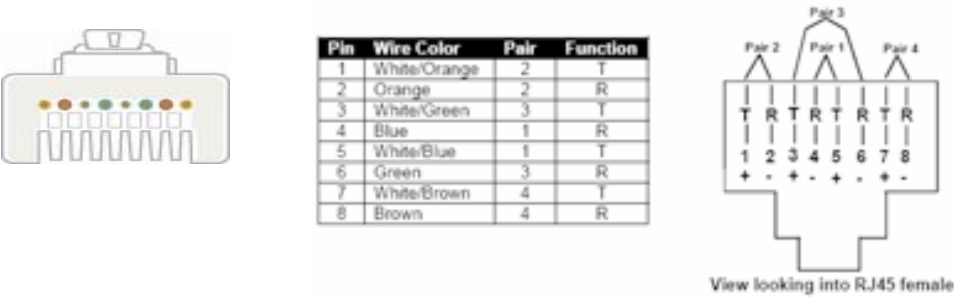 Pin Wire Color Pair Function
1 White/Orange 2 T
2 Orange 2 R
3 White/Green 3 T
4 Blue 1 R
5 White/Blue 1 T
6 Green 3 R
7 White/Brown 4 T
8 Brown 4 R
Pair 3
Pair 2 Pair 1 Pair 4
T R T R T R T R
1 2 3 4 5 6 7 8
+ - + - + - + -
View looking into RJ45 female